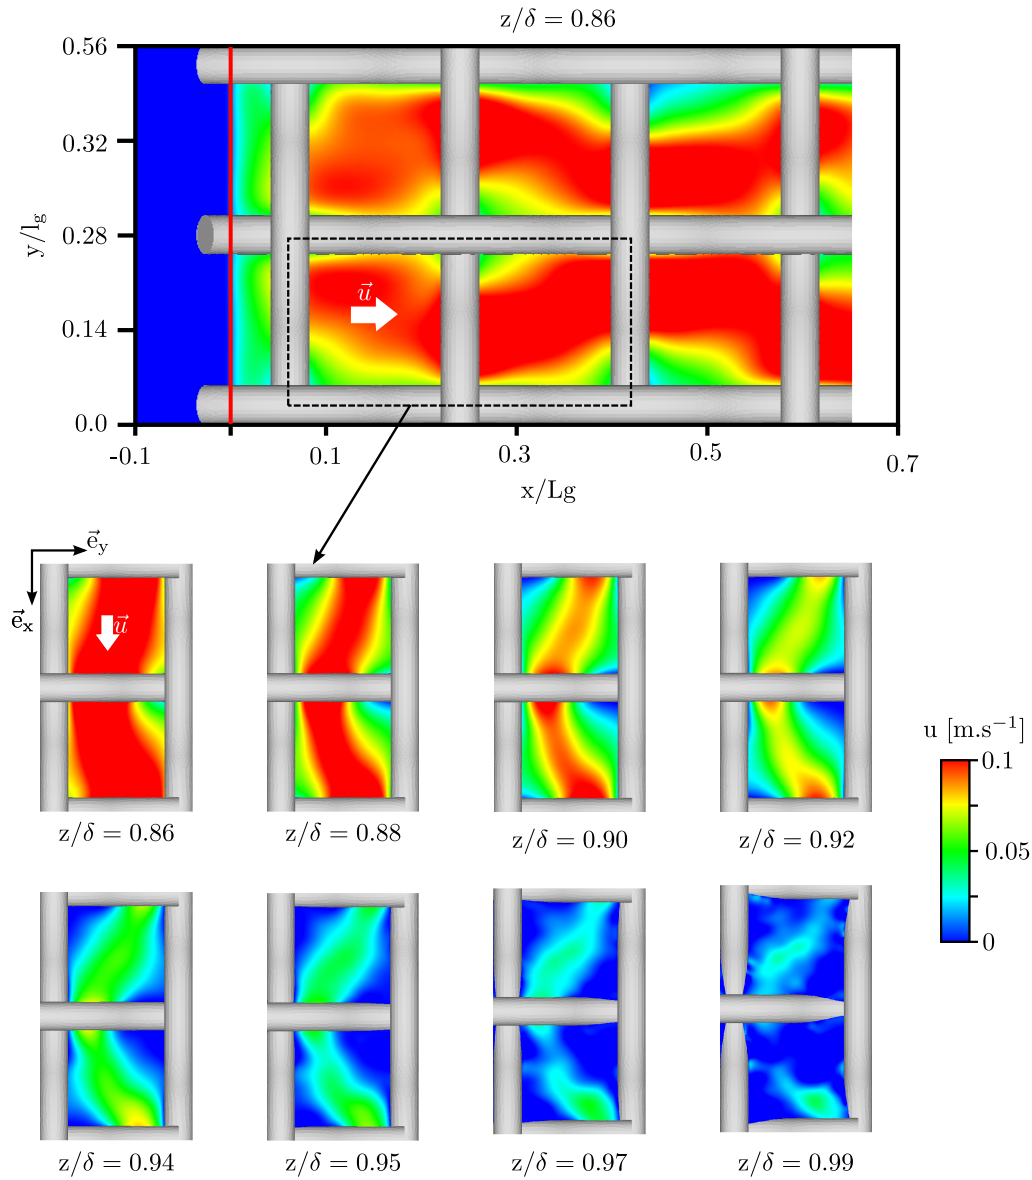 z/δ = 0.86
0.56
0.32
0.28
0.14
0.0
y/l_g
u⃗
-0.1
0.1
0.3
0.5
0.7
x/Lg
e⃗_y
e⃗_x
u⃗
u [m.s⁻¹]
0.1
0.05
0
z/δ = 0.86
z/δ = 0.88
z/δ = 0.90
z/δ = 0.92
z/δ = 0.94
z/δ = 0.95
z/δ = 0.97
z/δ = 0.99